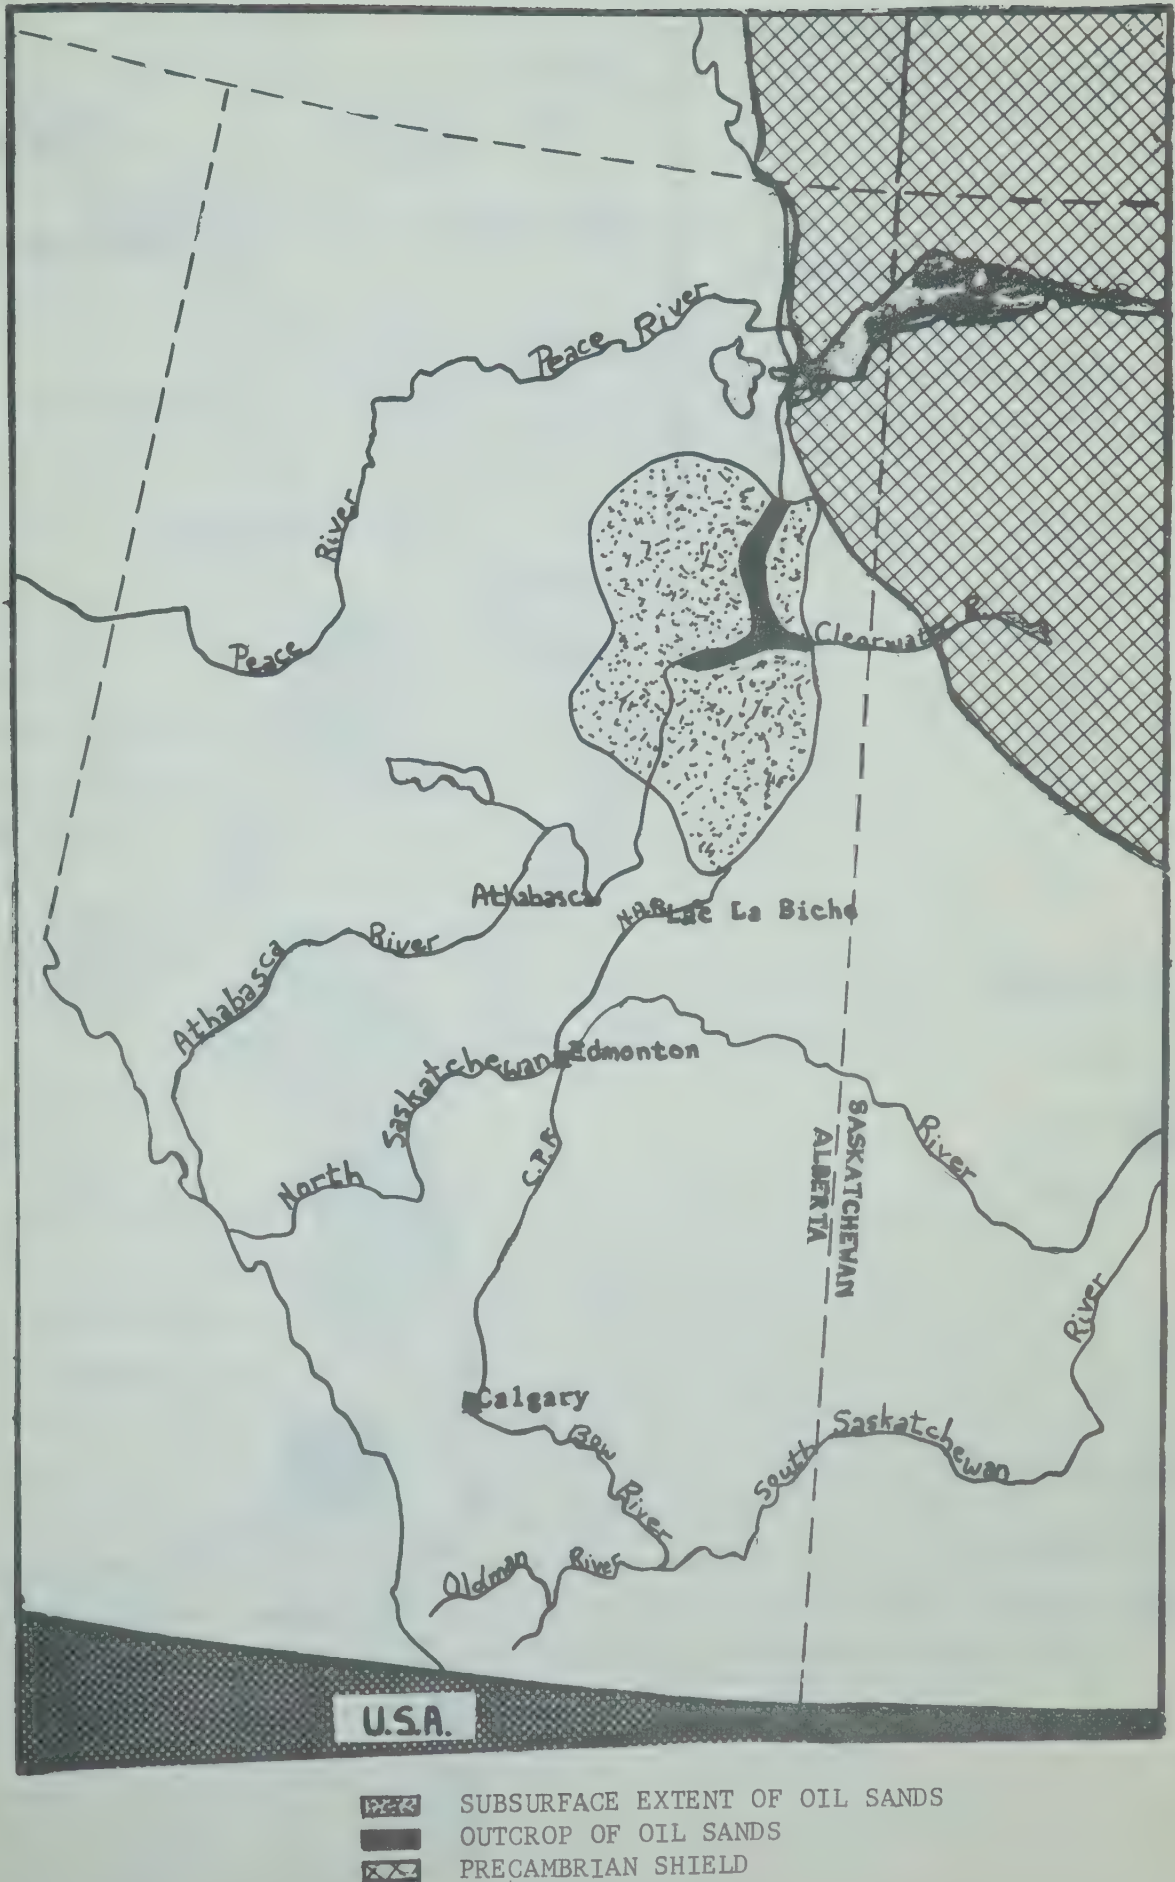 Peace River
River
Peace
Clearwat
R
Athabasca
N.A.R.
Lac La Biche
Athabasca River
Edmonton
North Saskatchewan
River
C.P.R
SASKATCHEWAN
ALBERTA
Calgary
Bow River
South Saskatchewan
River
Oldman River
U.S.A.
SUBSURFACE EXTENT OF OIL SANDS
OUTCROP OF OIL SANDS
PRECAMBRIAN SHIELD